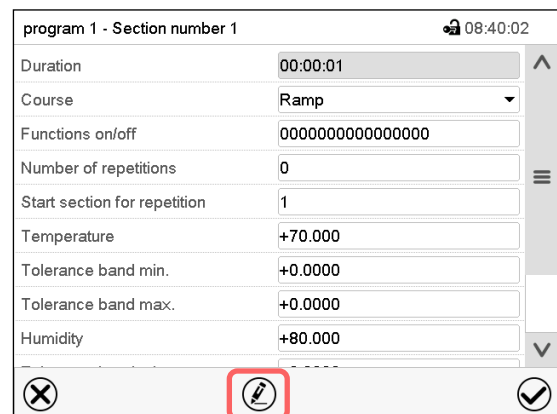 program 1 - Section number 1 08:40:02
Duration 00:00:01
Course Ramp
Functions on/off 0000000000000000
Number of repetitions 0
Start section for repetition 1
Temperature +70.000
Tolerance band min. +0.0000
Tolerance band max. +0.0000
Humidity +80.000